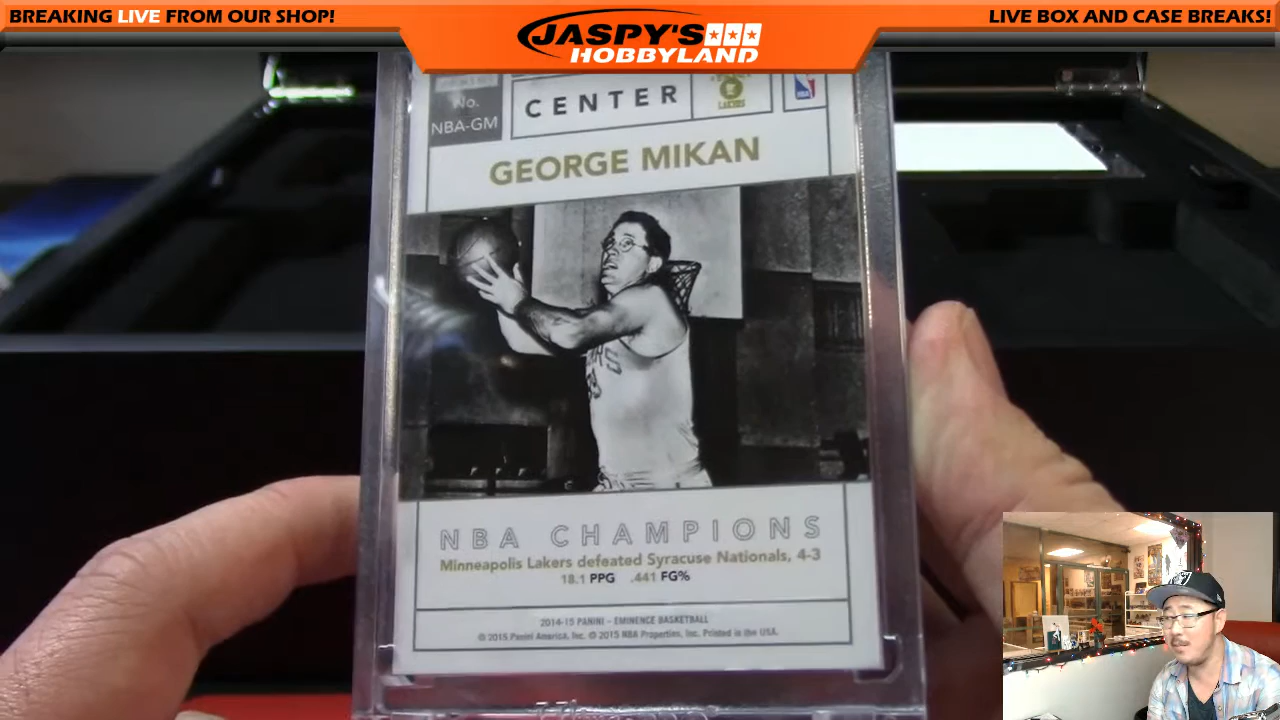 BREAKING LIVE FROM OUR SHOP!
JASPY'S
HOBBYLAND
LIVE BOX AND CASE BREAKS!
No.
NBA-GM
CENTER
LAKERS
NBA
GEORGE MIKAN
NBA CHAMPIONS
Minneapolis Lakers defeated Syracuse Nationals, 4-3
18.1 PPG .441 FG%
2014-15 PANINI - EMINENCE BASKETBALL
© 2015 Panini America, Inc. © 2015 NBA Properties, Inc. Printed in the USA.